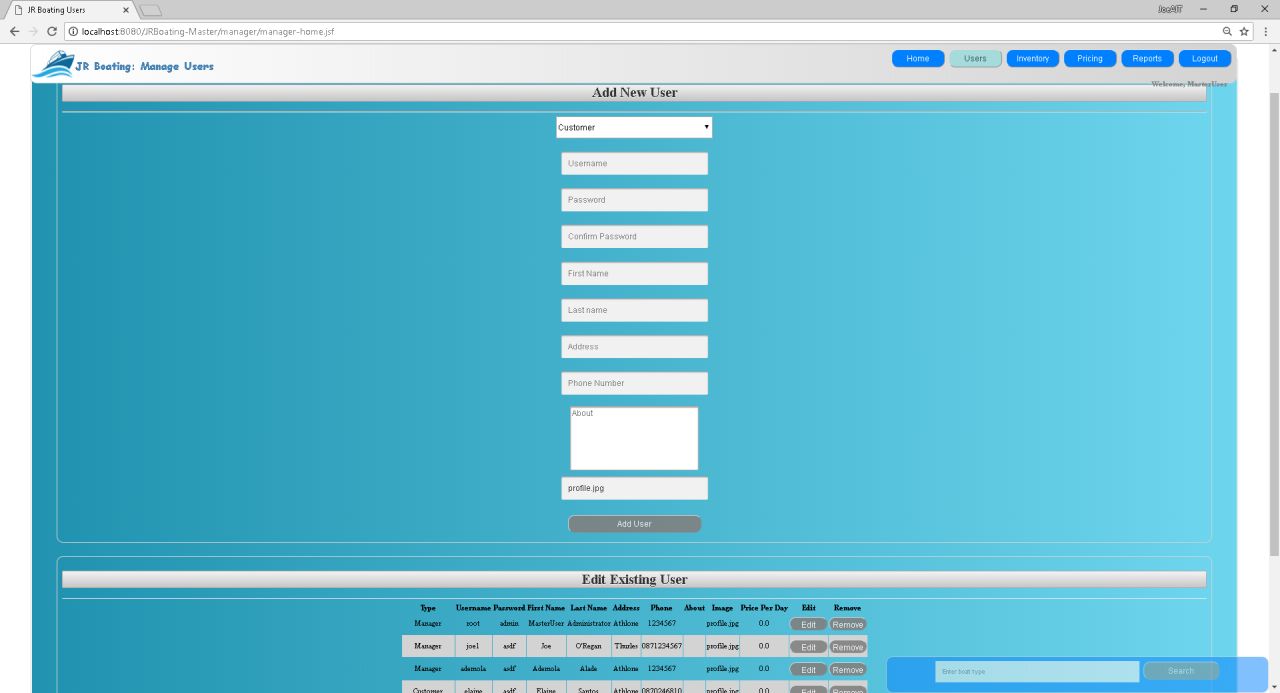 JR Boating Users
JoeAIT
localhost:8080/JRBoating-Master/manager/manager-home.jsf
JR Boating: Manage Users
Home Users Inventory Pricing Reports Logout
Welcome, MasterUser
Add New User
Customer
Username
Password
Confirm Password
First Name
Last name
Address
Phone Number
About
profile.jpg
Add User
Edit Existing User
Type Username Password First Name Last Name Address Phone About Image Price Per Day Edit Remove
Manager root admin MasterUser Administrator Athlone 1234567 profile.jpg 0.0 Edit Remove
Manager joe1 asdf Joe O'Regan Thurles 0871234567 profile.jpg 0.0 Edit Remove
Manager ademola asdf Ademola Alade Athlone 1234567 profile.jpg 0.0 Edit Remove
Customer elaine asdf Elaine Santos Athlone 0870246810 profile.jpg 0.0 Edit Remove
Enter boat type Search